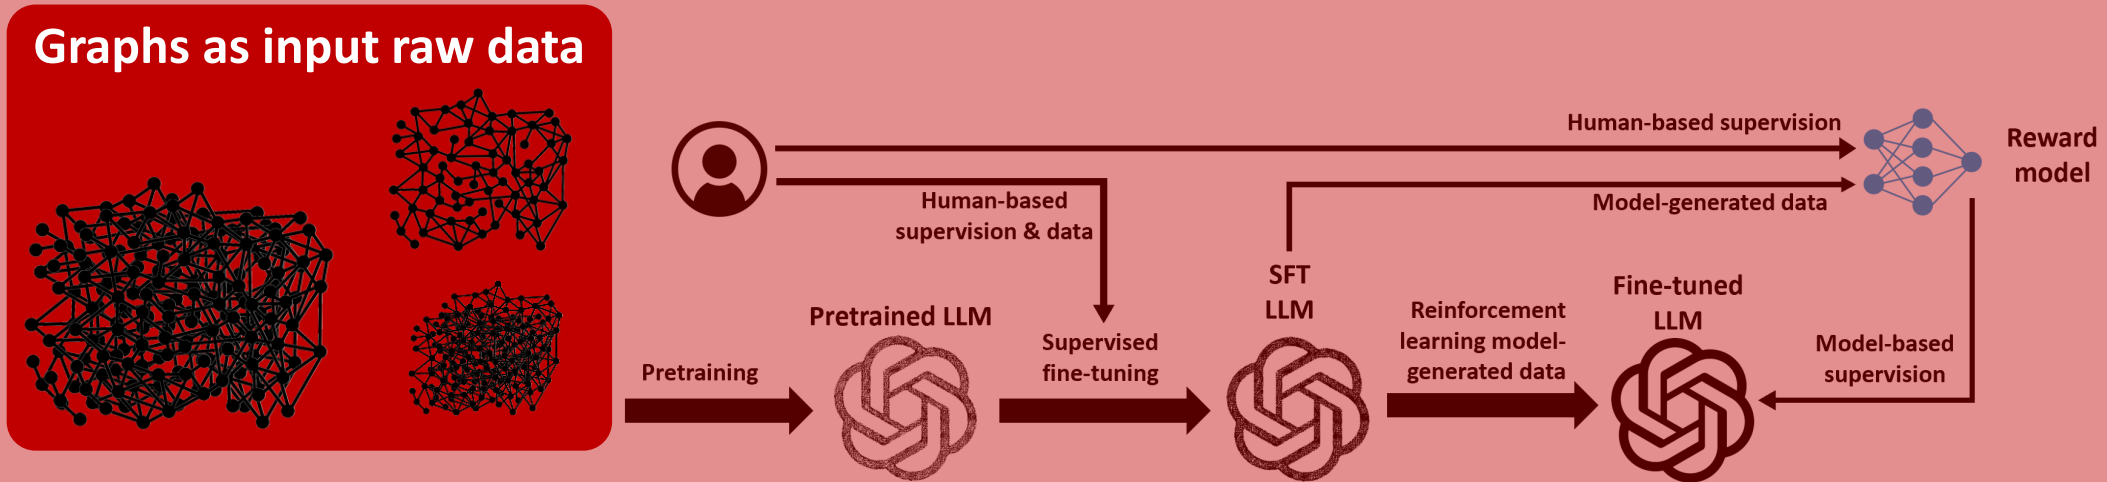 Graphs as input raw data
Human-based supervision
Reward
model
Model-generated data
Human-based
supervision & data
SFT
LLM
Fine-tuned
LLM
Pretrained LLM
Reinforcement
learning model-
generated data
Supervised
fine-tuning
Model-based
supervision
Pretraining